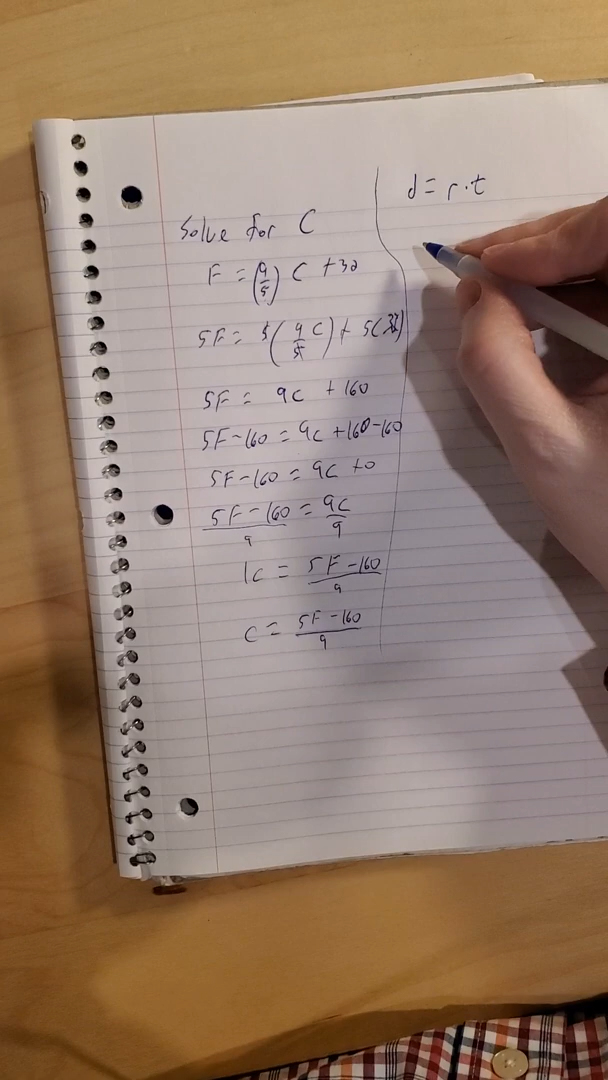 Solve for C
F = (9/5) C + 32
5F = 5(9/5 C) + 5(32)
5F = 9C + 160
5F-160 = 9C +160-160
5F-160 = 9C +0
5F-160/9 = 9C/9
1C = 5F-160/9
C = 5F-160/9
d = r·t